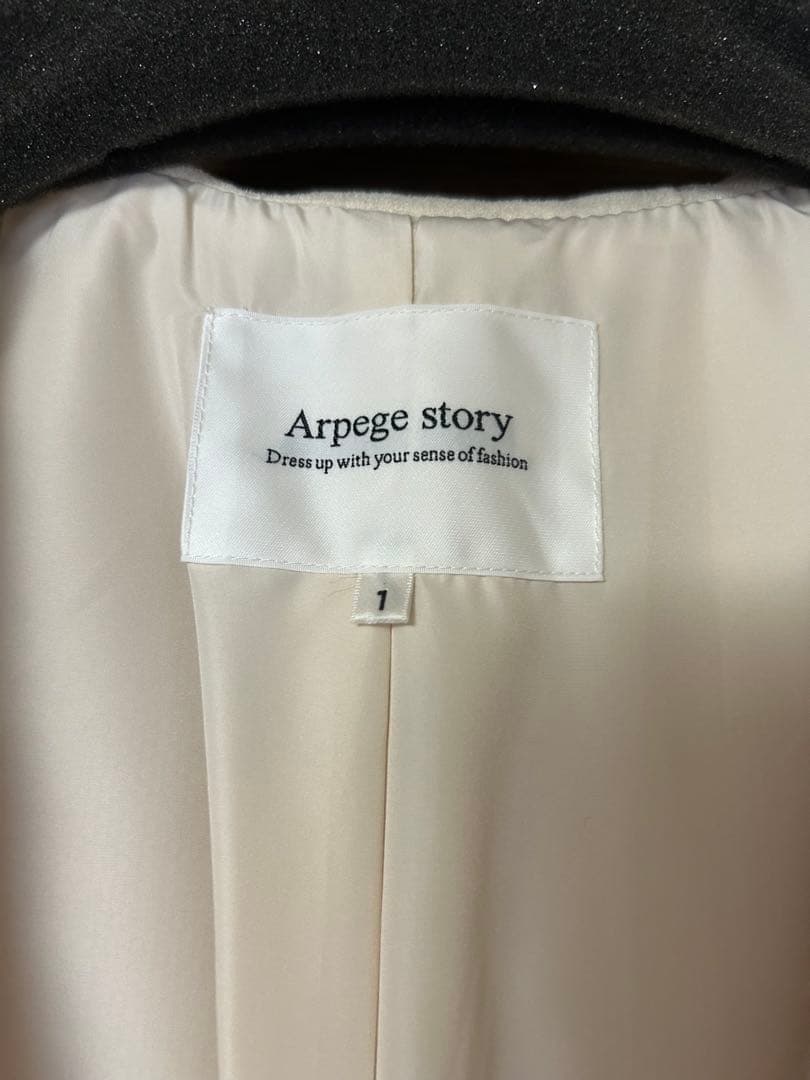 Arpege story
Dress up with your sense of fashion
1